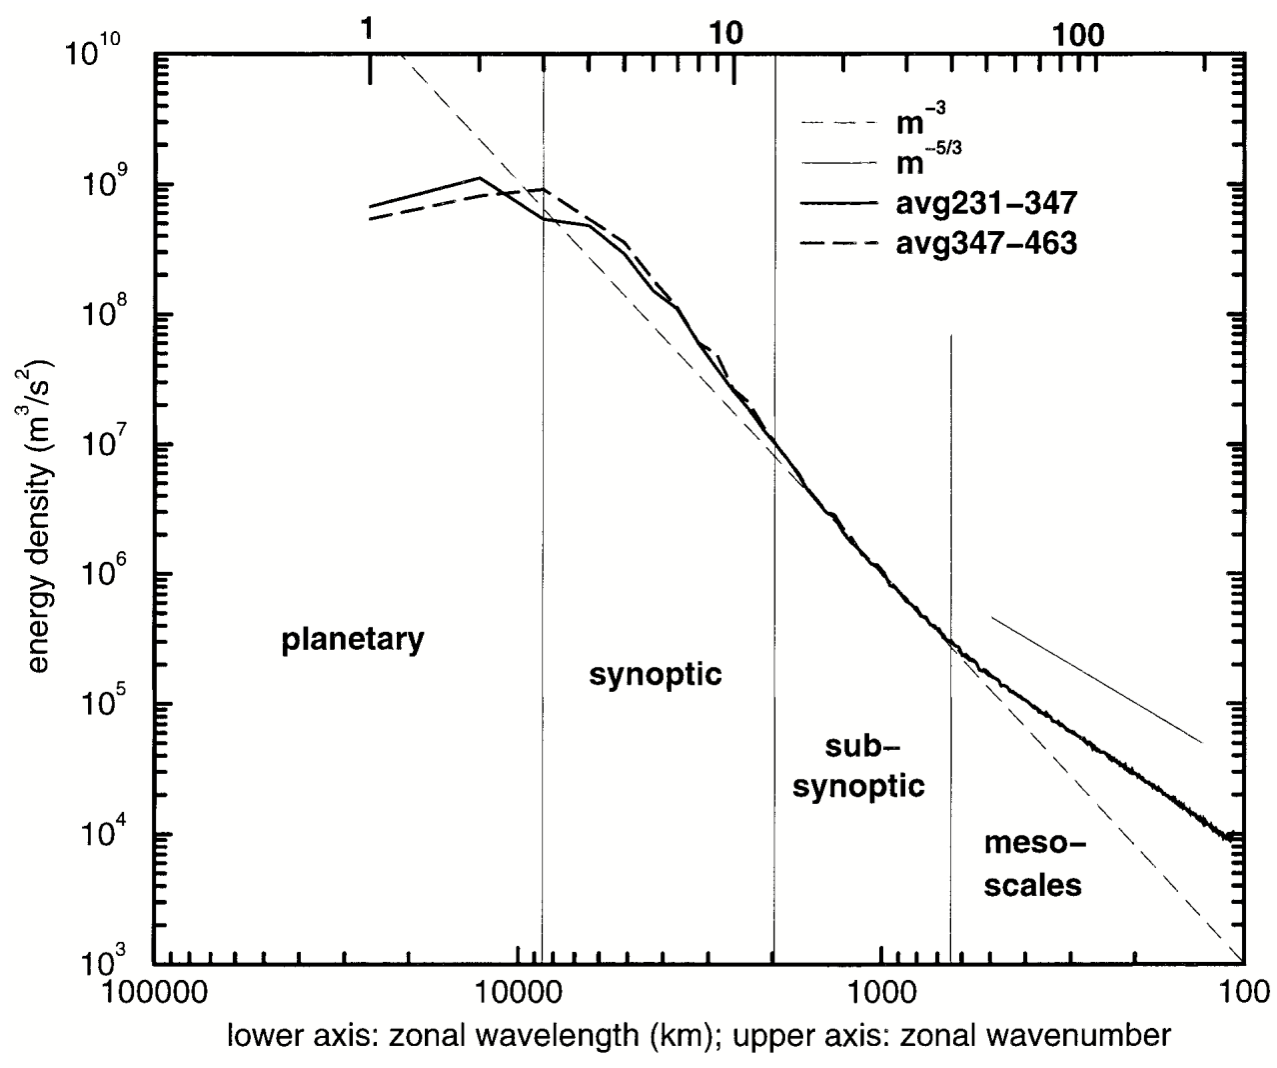 1 10 100
10^10
10^9
10^8
10^7
10^6
10^5
10^4
10^3
energy density (m^3/s^2)
m^-3
m^-5/3
avg231-347
avg347-463
planetary
synoptic
sub-
synoptic
meso-
scales
100000 10000 1000 100
lower axis: zonal wavelength (km); upper axis: zonal wavenumber